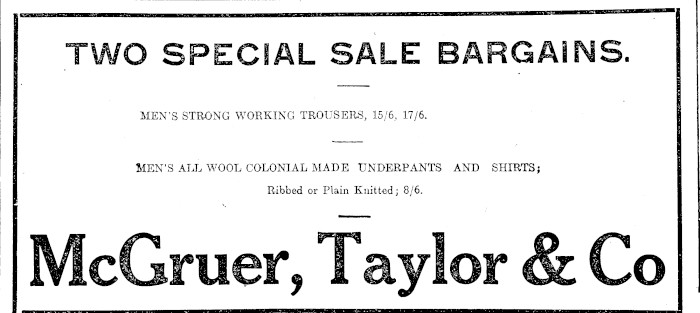 TWO SPECIAL SALE BARGAINS.
MEN'S STRONG WORKING TROUSERS, 15/6, 17/6.
MEN'S ALL WOOL COLONIAL MADE UNDERPANTS AND SHIRTS;
Ribbed or Plain Knitted; 8/6.
McGruer, Taylor & Co